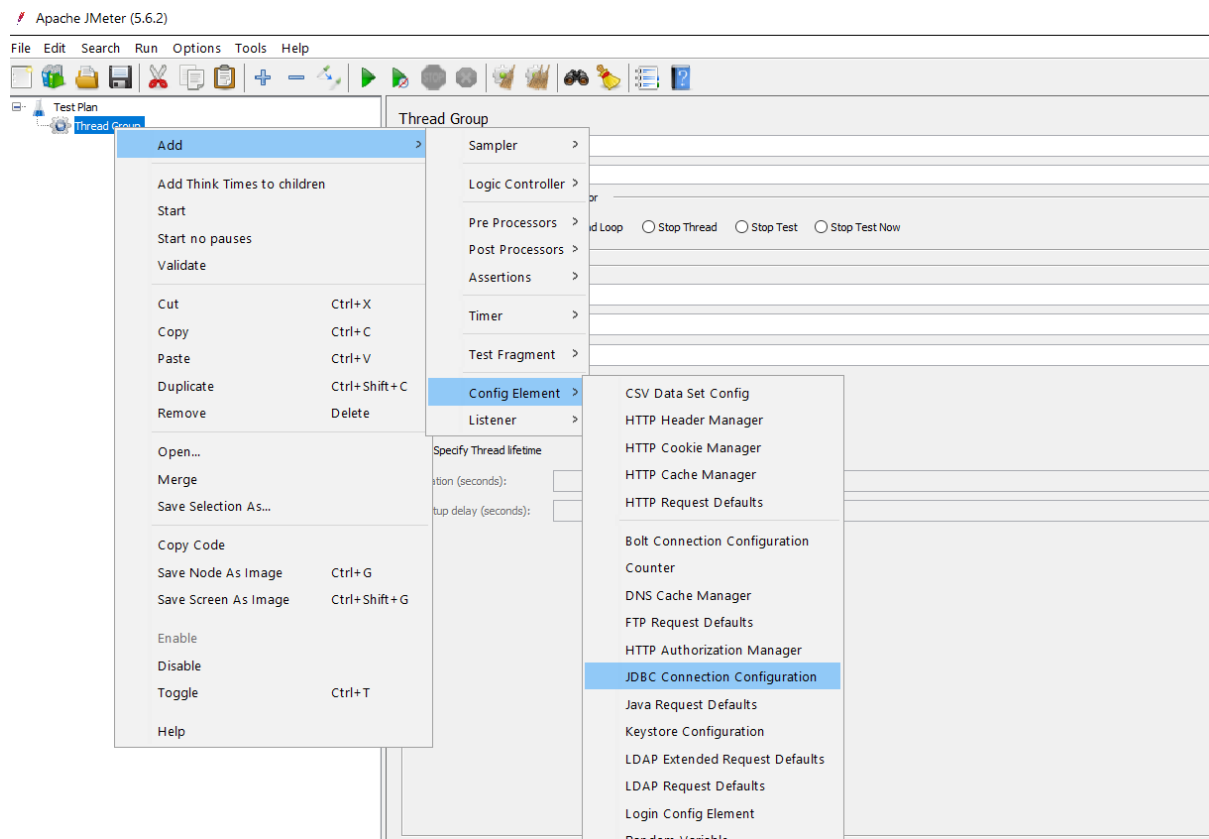 Apache JMeter (5.6.2)
File Edit Search Run Options Tools Help
Test Plan
Thread Group
Thread Group
Add >
Add Think Times to children
Start
Start no pauses
Validate
Cut Ctrl+X
Copy Ctrl+C
Paste Ctrl+V
Duplicate Ctrl+Shift+C
Remove Delete
Open...
Merge
Save Selection As...
Copy Code
Save Node As Image Ctrl+G
Save Screen As Image Ctrl+Shift+G
Enable
Disable
Toggle Ctrl+T
Help
Sampler >
Logic Controller >
Pre Processors >
Post Processors >
Assertions >
Timer >
Test Fragment >
Config Element >
Listener >
Loop Stop Thread Stop Test Stop Test Now
Specify Thread lifetime
(seconds):
delay (seconds):
CSV Data Set Config
HTTP Header Manager
HTTP Cookie Manager
HTTP Cache Manager
HTTP Request Defaults
Bolt Connection Configuration
Counter
DNS Cache Manager
FTP Request Defaults
HTTP Authorization Manager
JDBC Connection Configuration
Java Request Defaults
Keystore Configuration
LDAP Extended Request Defaults
LDAP Request Defaults
Login Config Element
Random Variable